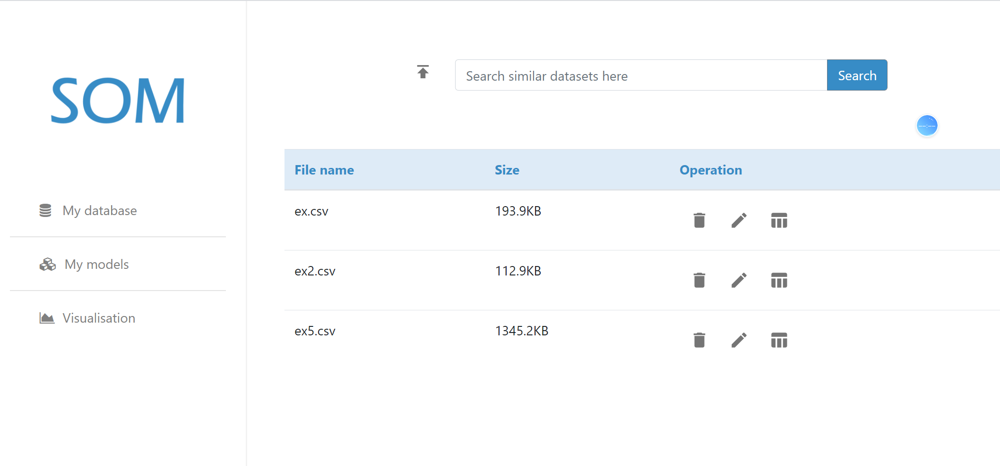 SOM
My database
My models
Visualisation
Search similar datasets here
Search
File name Size Operation
ex.csv 193.9KB
ex2.csv 112.9KB
ex5.csv 1345.2KB